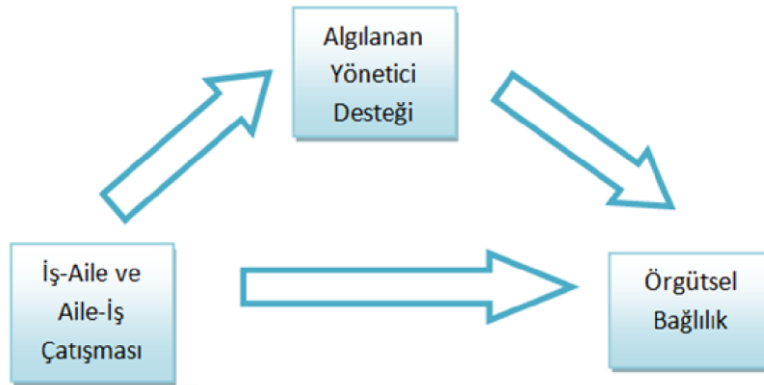 Algılanan
Yönetici
Desteği
İş-Aile ve
Aile-İş
Çatışması
Örgütsel
Bağlılık